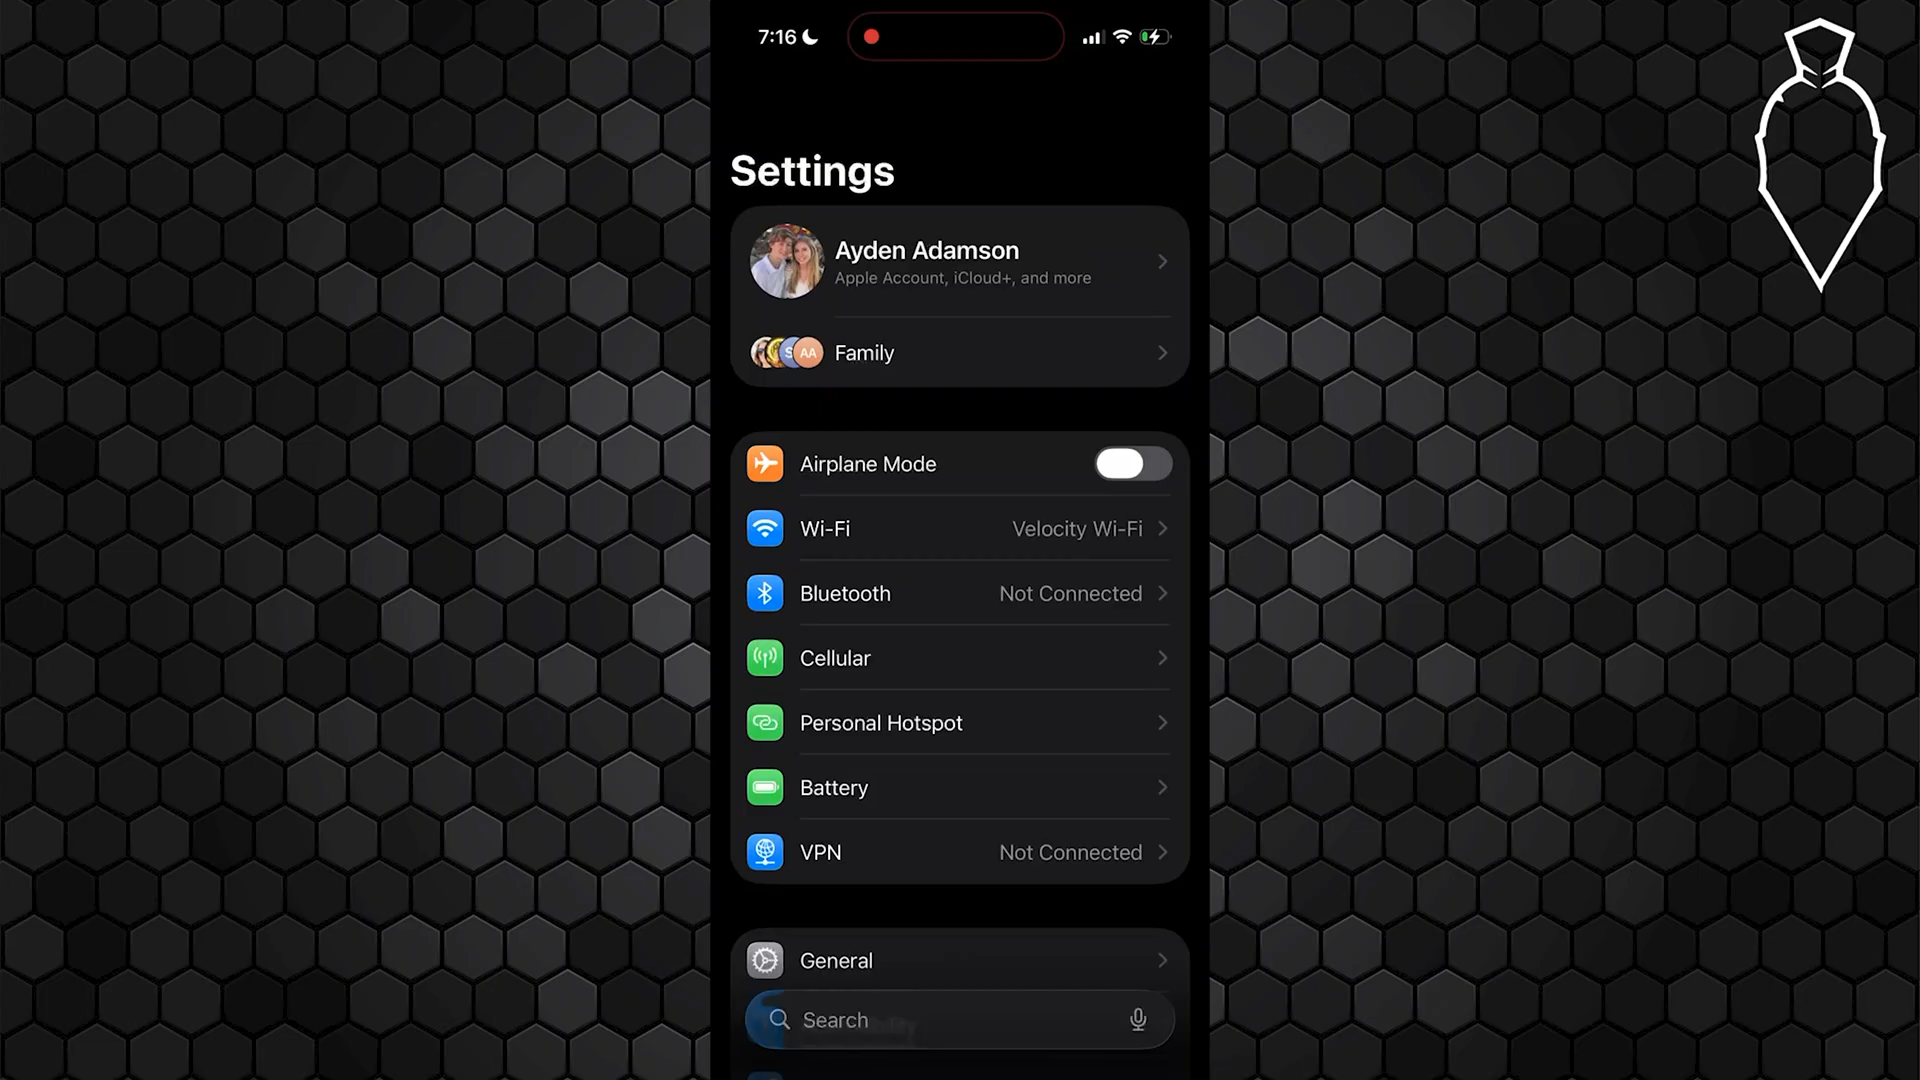 7:16
Settings
Ayden Adamson
Apple Account, iCloud+, and more
S AA Family
Airplane Mode
Wi-Fi Velocity Wi-Fi
Bluetooth Not Connected
Cellular
Personal Hotspot
Battery
VPN Not Connected
General
Search